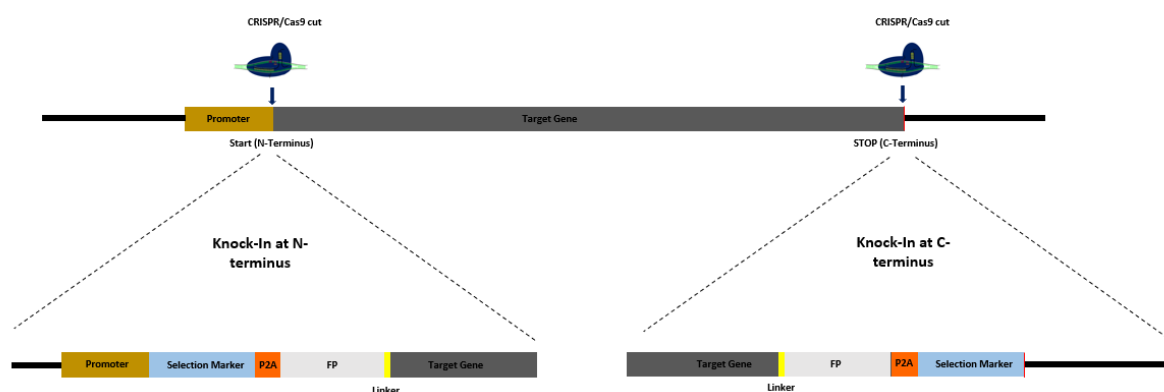 CRISPR/Cas9 cut
CRISPR/Cas9 cut
Promoter
Target Gene
Start (N-Terminus)
STOP (C-Terminus)
Knock-In at N-
terminus
Knock-In at C-
terminus
Promoter
Selection Marker
P2A
FP
Target Gene
Linker
Target Gene
FP
P2A
Selection Marker
Linker